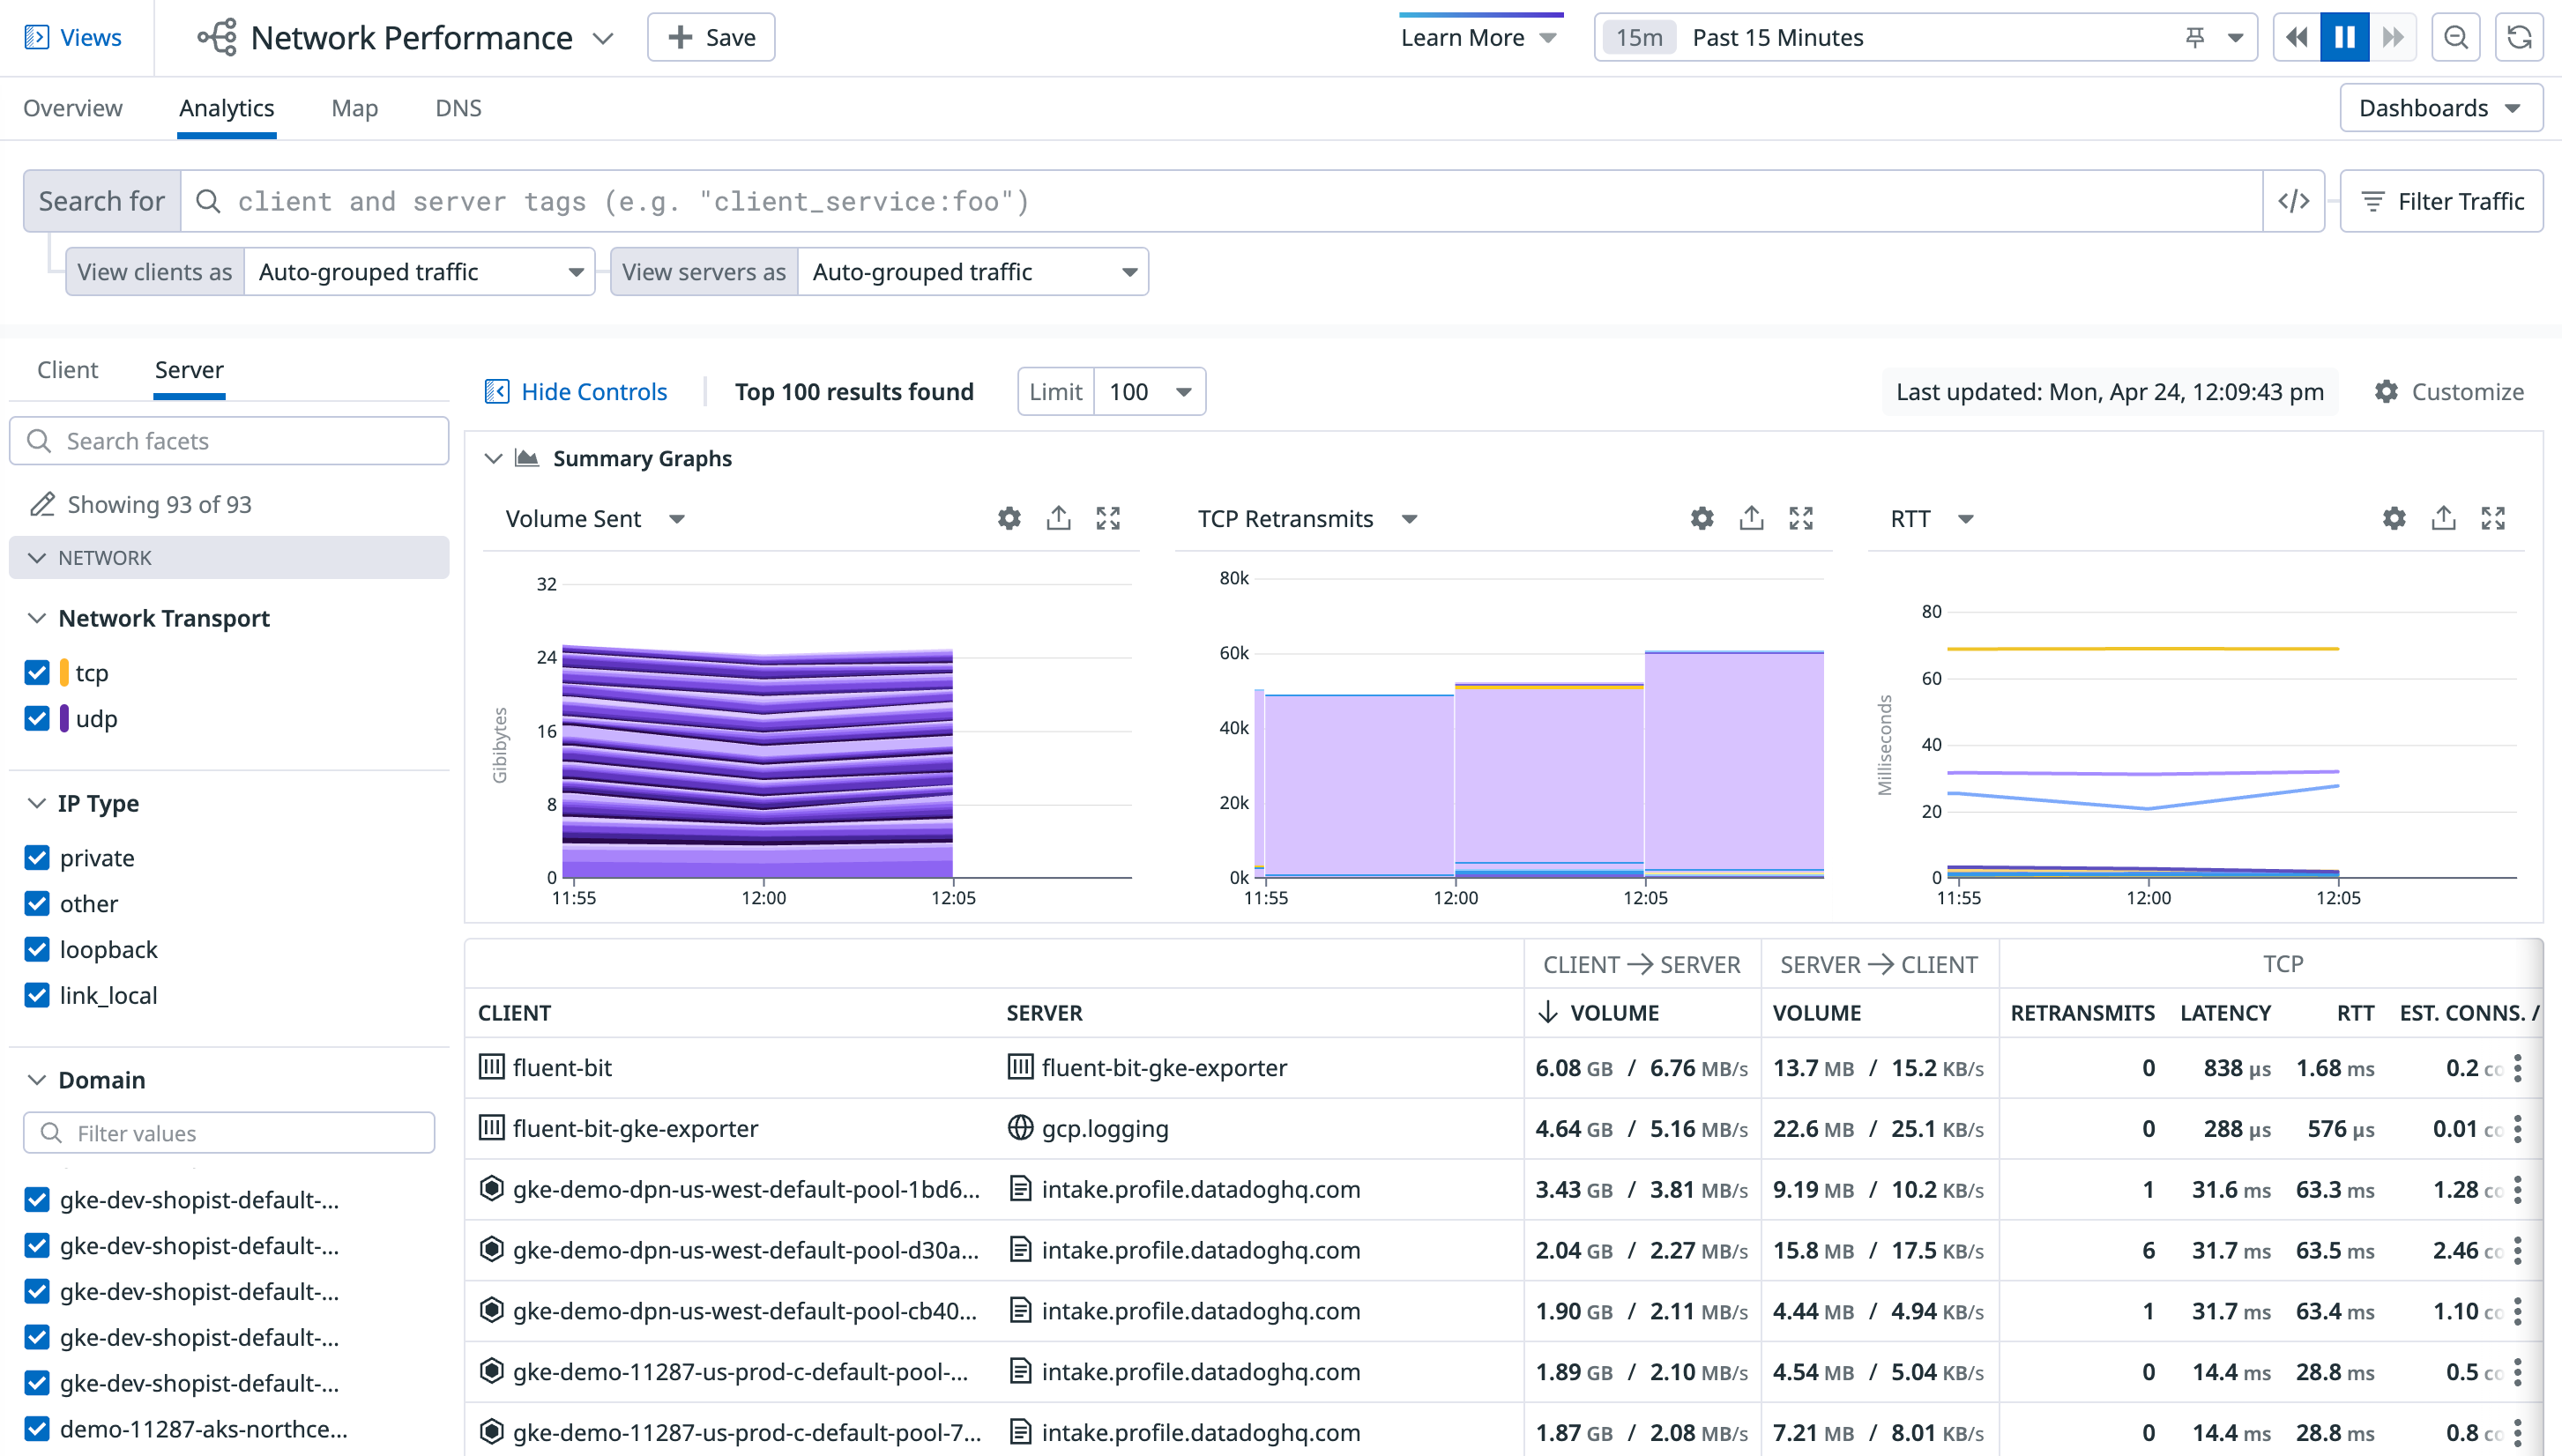 Views
Network Performance
Save
Learn More
15m Past 15 Minutes
Overview Analytics Map DNS
Dashboards
Search for client and server tags (e.g. "client_service:foo")
</> Filter Traffic
View clients as Auto-grouped traffic
View servers as Auto-grouped traffic
Client Server
Search facets
Showing 93 of 93
NETWORK
Network Transport
tcp
udp
IP Type
private
other
loopback
link_local
Domain
Filter values
gke-dev-shopist-default-...
gke-dev-shopist-default-...
gke-dev-shopist-default-...
gke-dev-shopist-default-...
gke-dev-shopist-default-...
demo-11287-aks-northce...
Hide Controls
Top 100 results found
Limit 100
Last updated: Mon, Apr 24, 12:09:43 pm
Customize
Summary Graphs
Volume Sent
Gibibytes
32
24
16
8
0
11:55 12:00 12:05
TCP Retransmits
80k
60k
40k
20k
0k
11:55 12:00 12:05
RTT
Milliseconds
80
60
40
20
0
11:55 12:00 12:05
CLIENT → SERVER SERVER → CLIENT TCP
CLIENT SERVER ↓ VOLUME VOLUME RETRANSMITS LATENCY RTT EST. CONNS. /
fluent-bit fluent-bit-gke-exporter 6.08 GB / 6.76 MB/s 13.7 MB / 15.2 KB/s 0 838 µs 1.68 ms 0.2 co
fluent-bit-gke-exporter gcp.logging 4.64 GB / 5.16 MB/s 22.6 MB / 25.1 KB/s 0 288 µs 576 µs 0.01 co
gke-demo-dpn-us-west-default-pool-1bd6... intake.profile.datadoghq.com 3.43 GB / 3.81 MB/s 9.19 MB / 10.2 KB/s 1 31.6 ms 63.3 ms 1.28 co
gke-demo-dpn-us-west-default-pool-d30a... intake.profile.datadoghq.com 2.04 GB / 2.27 MB/s 15.8 MB / 17.5 KB/s 6 31.7 ms 63.5 ms 2.46 co
gke-demo-dpn-us-west-default-pool-cb40... intake.profile.datadoghq.com 1.90 GB / 2.11 MB/s 4.44 MB / 4.94 KB/s 1 31.7 ms 63.4 ms 1.10 co
gke-demo-11287-us-prod-c-default-pool-... intake.profile.datadoghq.com 1.89 GB / 2.10 MB/s 4.54 MB / 5.04 KB/s 0 14.4 ms 28.8 ms 0.5 co
gke-demo-11287-us-prod-c-default-pool-7... intake.profile.datadoghq.com 1.87 GB / 2.08 MB/s 7.21 MB / 8.01 KB/s 0 14.4 ms 28.8 ms 0.8 co